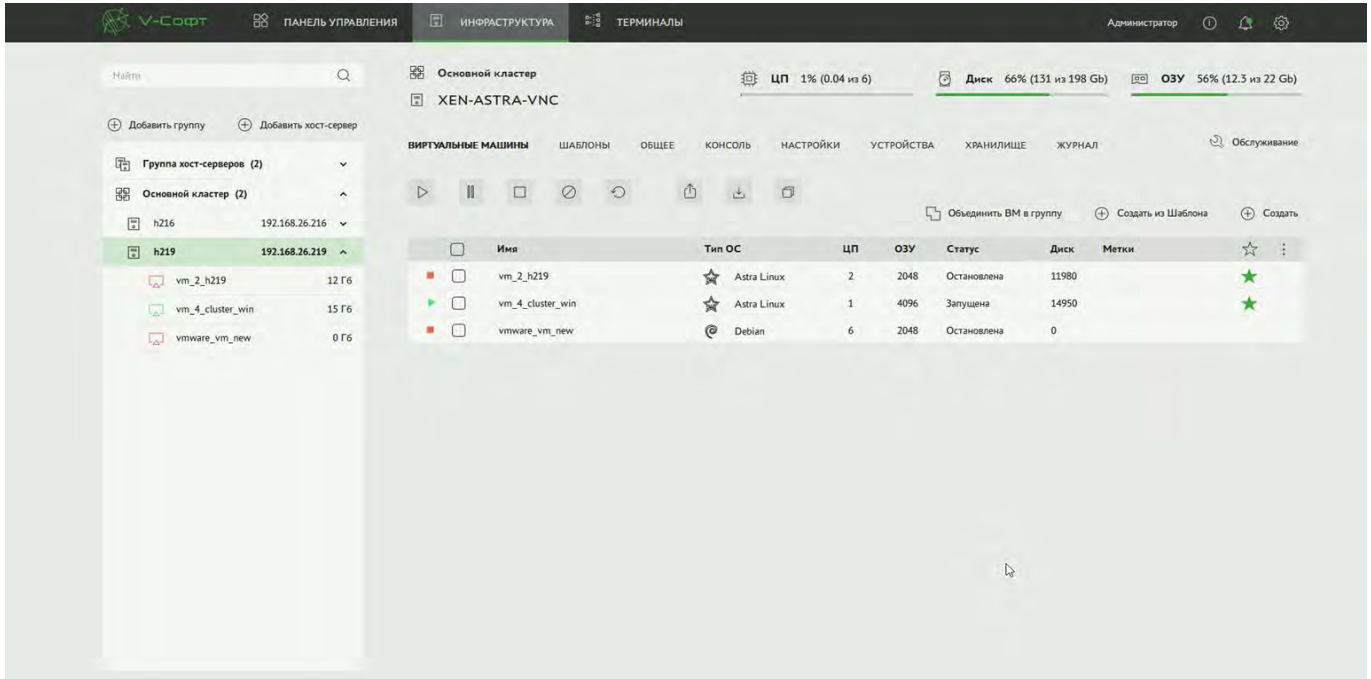 V-Софт ПАНЕЛЬ УПРАВЛЕНИЯ ИНФРАСТРУКТУРА ТЕРМИНАЛЫ Администратор
Найти
Добавить группу Добавить хост-сервер
Группа хост-серверов (2)
Основной кластер (2)
h216 192.168.26.216
h219 192.168.26.219
vm_2_h219 12 Гб
vm_4_cluster_win 15 Гб
vmware_vm_new 0 Гб
Основной кластер
XEN-ASTRA-VNC
ЦП 1% (0.04 из 6) Диск 66% (131 из 198 Gb) ОЗУ 56% (12.3 из 22 Gb)
ВИРТУАЛЬНЫЕ МАШИНЫ ШАБЛОНЫ ОБЩЕЕ КОНСОЛЬ НАСТРОЙКИ УСТРОЙСТВА ХРАНИЛИЩЕ ЖУРНАЛ Обслуживание
Объединить ВМ в группу Создать из Шаблона Создать
Имя Тип ОС ЦП ОЗУ Статус Диск Метки
vm_2_h219 Astra Linux 2 2048 Остановлена 11980
vm_4_cluster_win Astra Linux 1 4096 Запущена 14950
vmware_vm_new Debian 6 2048 Остановлена 0